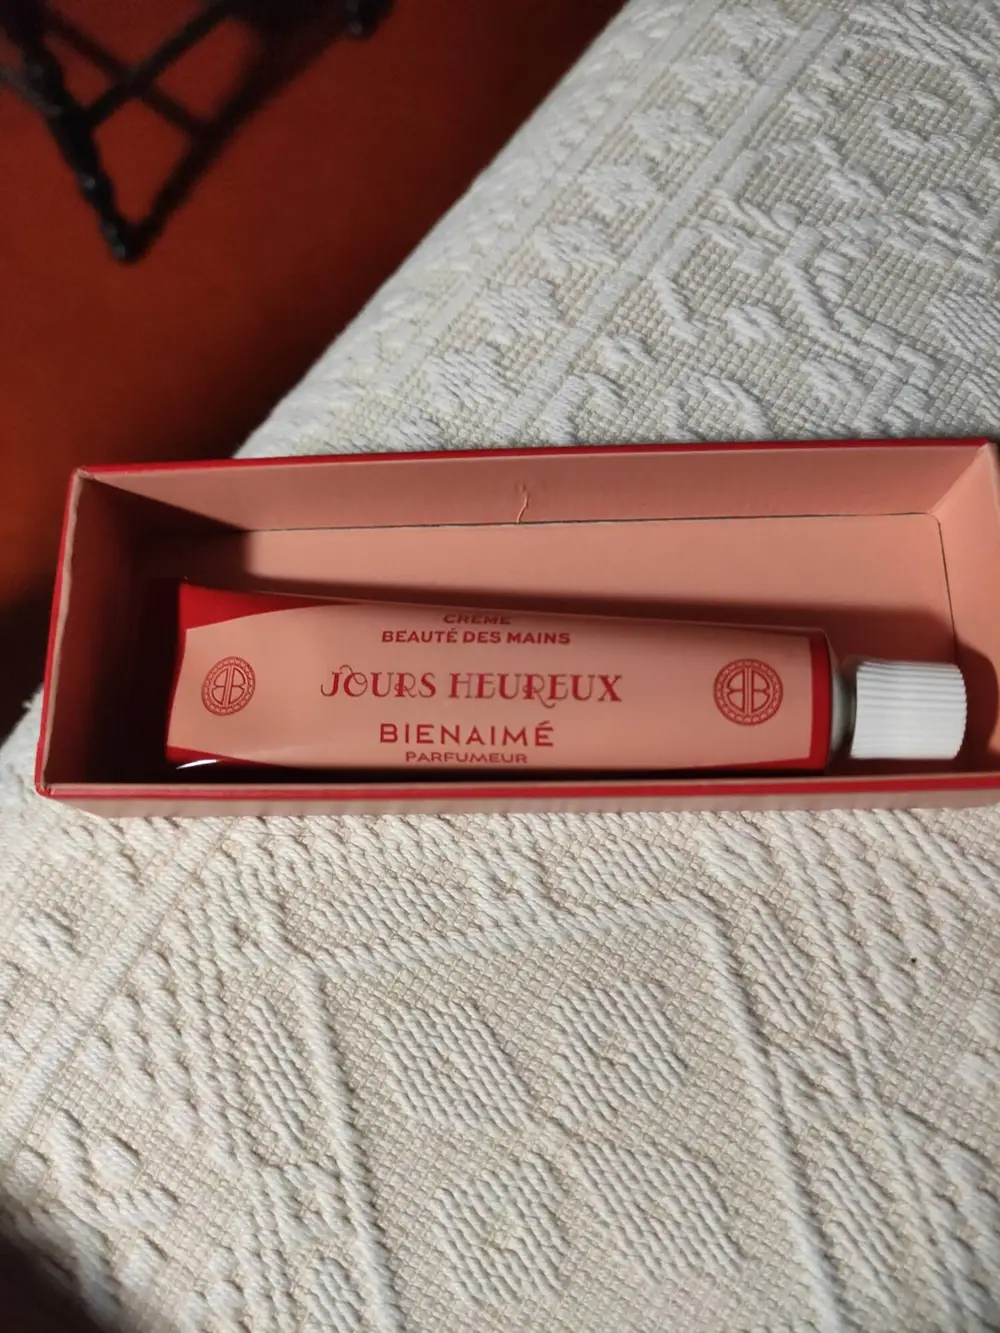 CRÈME
BEAUTÉ DES MAINS
JOURS HEUREUX
BIENAIMÉ
PARFUMEUR